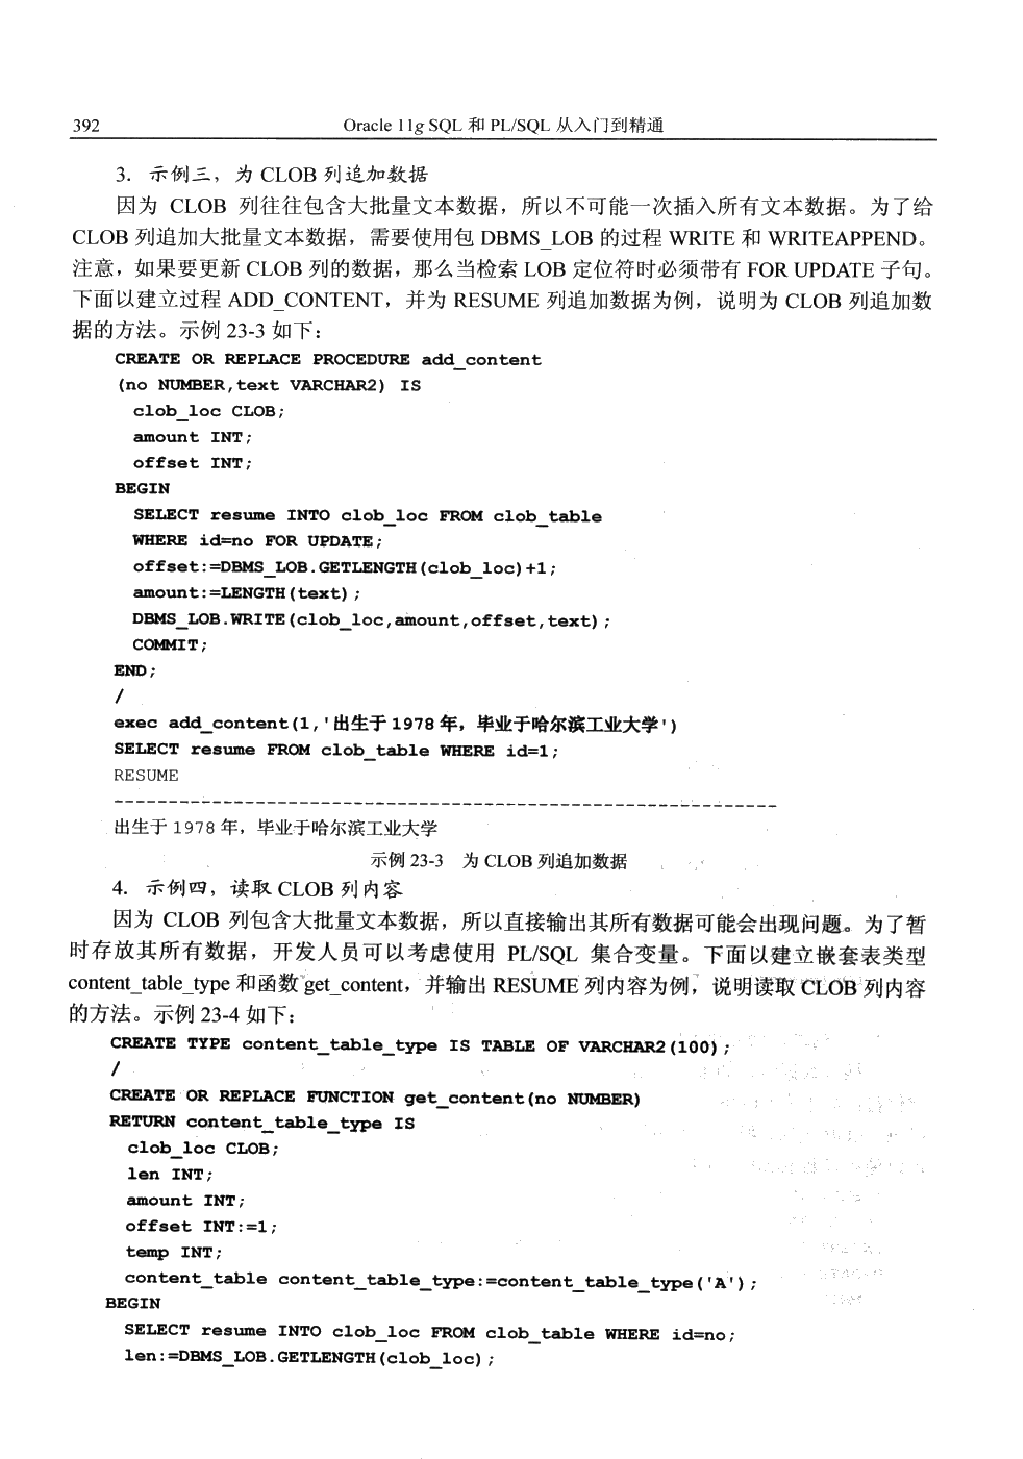 392
Oracle 11g SQL 和 PL/SQL 从入门到精通
3. 示例三，为 CLOB 列追加数据
因为 CLOB 列往往包含大批量文本数据，所以不可能一次插入所有文本数据。为了给
CLOB 列追加大批量文本数据，需要使用包 DBMS_LOB 的过程 WRITE 和 WRITEAPPEND。
注意，如果要更新 CLOB 列的数据，那么当检索 LOB 定位符时必须带有 FOR UPDATE 子句。
下面以建立过程 ADD_CONTENT，并为 RESUME 列追加数据为例，说明为 CLOB 列追加数
据的方法。示例 23-3 如下：
CREATE OR REPLACE PROCEDURE add_content
(no NUMBER,text VARCHAR2) IS
clob_loc CLOB;
amount INT;
offset INT;
BEGIN
SELECT resume INTO clob_loc FROM clob_table
WHERE id=no FOR UPDATE;
offset:=DBMS_LOB.GETLENGTH(clob_loc)+1;
amount:=LENGTH(text);
DBMS_LOB.WRITE(clob_loc,amount,offset,text);
COMMIT;
END;
/
exec add_content(1,'出生于 1978 年，毕业于哈尔滨工业大学')
SELECT resume FROM clob_table WHERE id=1;
RESUME
--------------------------------------------------------------
出生于 1978 年，毕业于哈尔滨工业大学
示例 23-3 为 CLOB 列追加数据
4. 示例四，读取 CLOB 列内容
因为 CLOB 列包含大批量文本数据，所以直接输出其所有数据可能会出现问题。为了暂
时存放其所有数据，开发人员可以考虑使用 PL/SQL 集合变量。下面以建立嵌套表类型
content_table_type 和函数 get_content，并输出 RESUME 列内容为例，说明读取 CLOB 列内容
的方法。示例 23-4 如下：
CREATE TYPE content_table_type IS TABLE OF VARCHAR2(100);
/
CREATE OR REPLACE FUNCTION get_content(no NUMBER)
RETURN content_table_type IS
clob_loc CLOB;
len INT;
amount INT;
offset INT:=1;
temp INT;
content_table content_table_type:=content_table_type('A');
BEGIN
SELECT resume INTO clob_loc FROM clob_table WHERE id=no;
len:=DBMS_LOB.GETLENGTH(clob_loc);